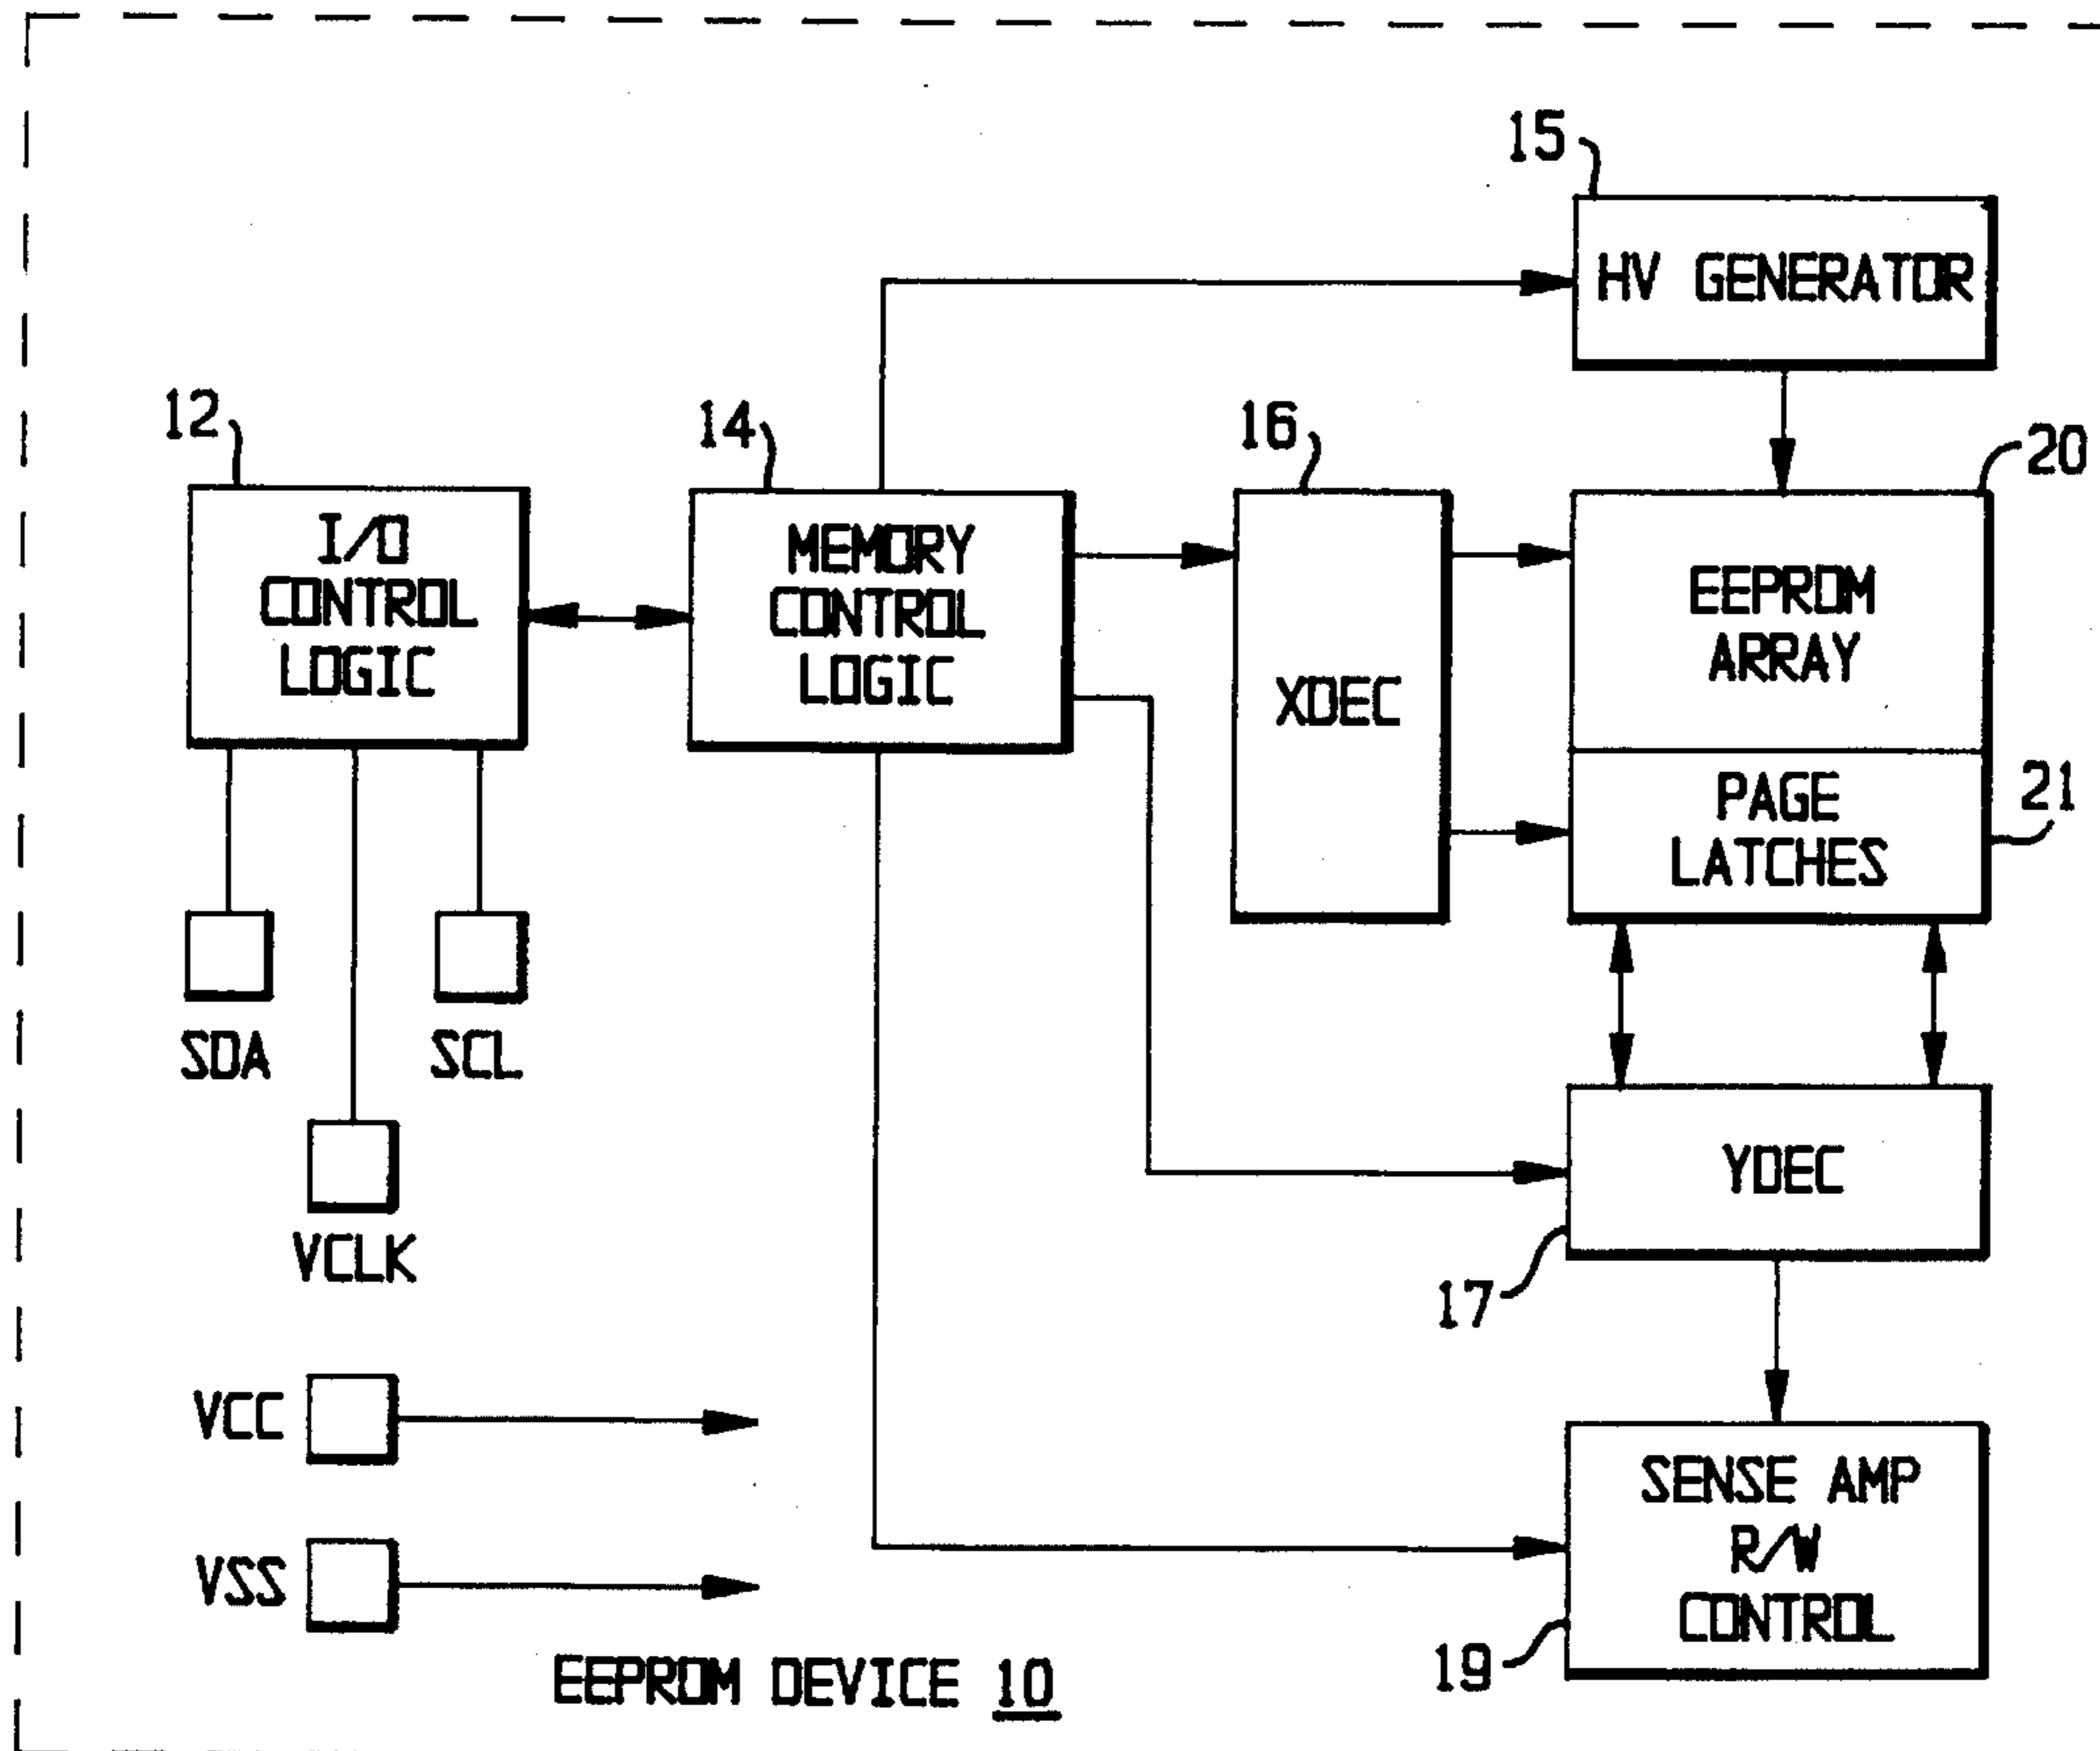 15
HV GENERATOR
12
14
16
20
I/O
CONTROL
LOGIC
MEMORY
CONTROL
LOGIC
XDEC
EEPROM
ARRAY
PAGE
LATCHES
21
SDA
SCL
VCLK
YDEC
17
VCC
VSS
SENSE AMP
R/W
CONTROL
19
EEPROM DEVICE 10